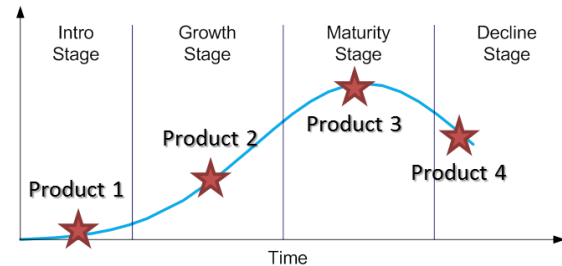 Intro
Stage
Growth
Stage
Maturity
Stage
Decline
Stage
Product 1
Product 2
Product 3
Product 4
Time